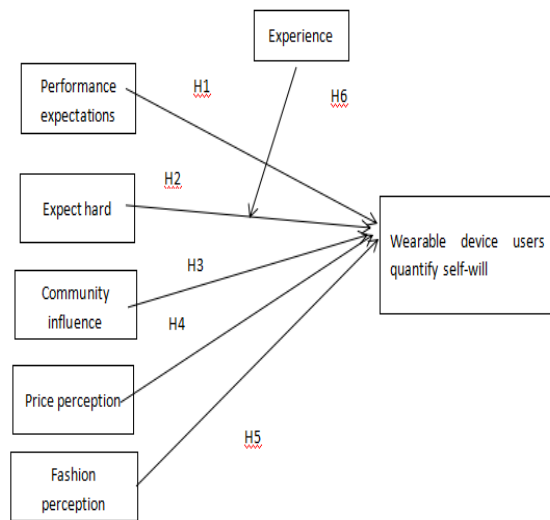 Experience
H1
H6
Performance
expectations
H2
Expect hard
Wearable device users
quantify self-will
H3
Community
influence
H4
Price perception
H5
Fashion
perception